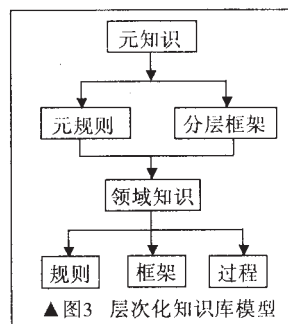 元知识
元规则 分层框架
领域知识
规则 框架 过程
▲图3 层次化知识库模型